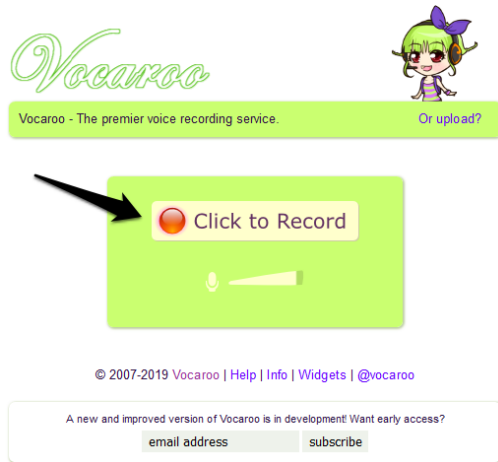 Vocaroo
Vocaroo - The premier voice recording service.
Or upload?
Click to Record
© 2007-2019 Vocaroo | Help | Info | Widgets | @vocaroo
A new and improved version of Vocaroo is in development! Want early access?
email address
subscribe